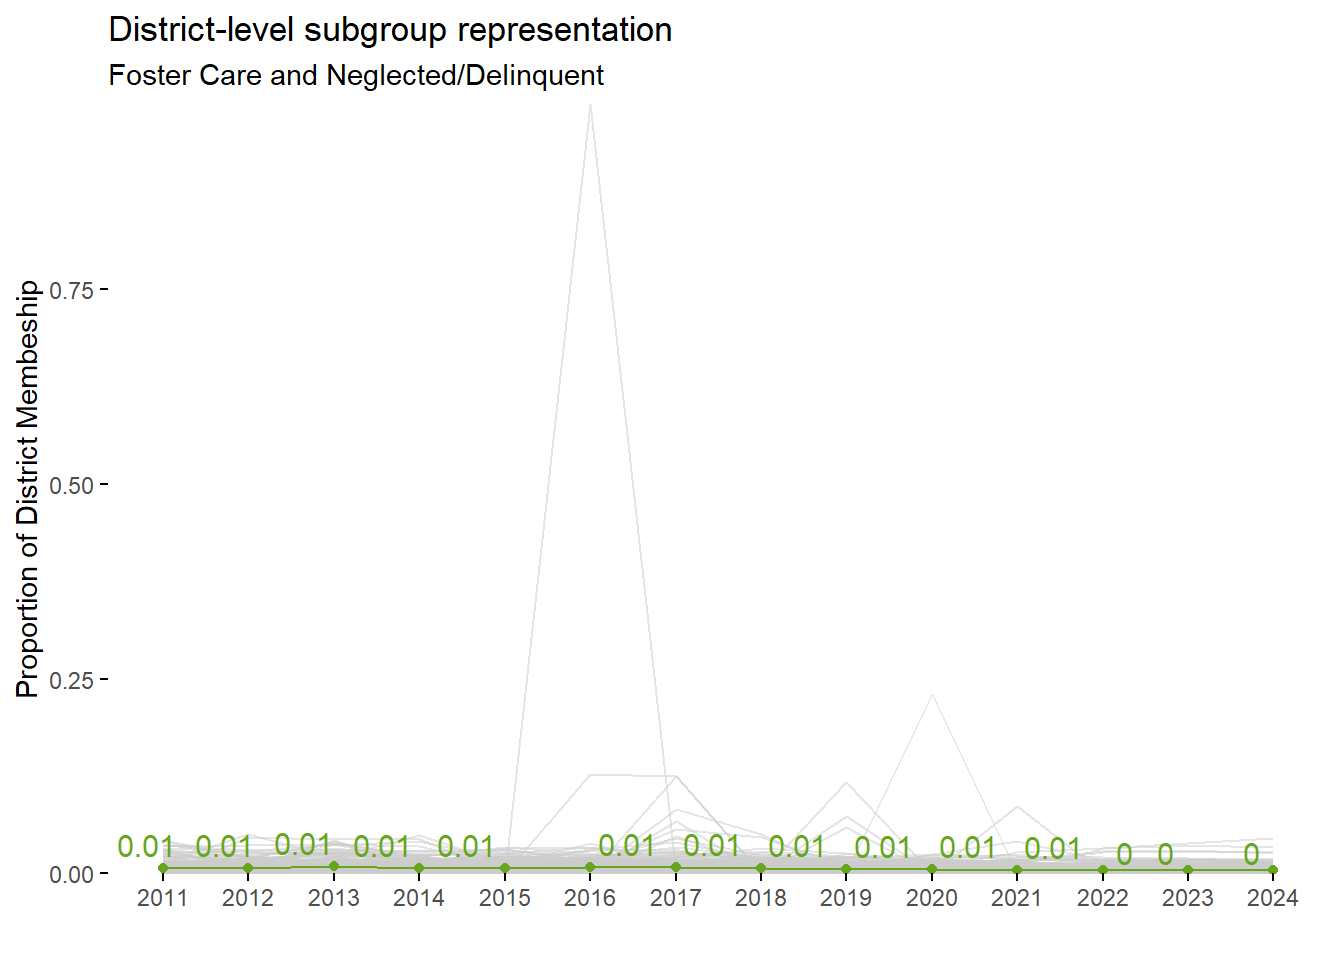 District-level subgroup representation
Foster Care and Neglected/Delinquent
Proportion of District Membeship
0.75
0.50
0.25
0.00
0.01 0.01 0.01 0.01 0.01 0.01 0.01 0.01 0.01 0.01 0.01 0 0 0
2011 2012 2013 2014 2015 2016 2017 2018 2019 2020 2021 2022 2023 2024